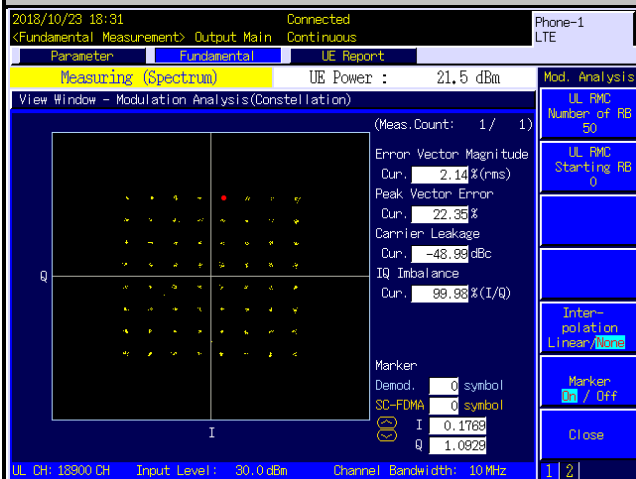 2018/10/23 18:31 Connected Phone-1
<Fundamental Measurement> Output Main Continuous LTE
Parameter Fundamental UE Report
Measuring (Spectrum) UE Power : 21.5 dBm Mod. Analysis
View Window - Modulation Analysis(Constellation)
(Meas.Count: 1/ 1)
Error Vector Magnitude
Cur. 2.14 %(rms)
Peak Vector Error
Cur. 22.35 %
Carrier Leakage
Cur. -48.99 dBc
IQ Imbalance
Cur. 99.98 %(I/Q)
Q
I
Marker
Demod. 0 symbol
SC-FDMA 0 symbol
I 0.1769
Q 1.0929
UL RMC
Number of RB
50
UL RMC
Starting RB
0
Inter-
polation
Linear/None
Marker
On / Off
Close
UL CH: 18900 CH Input Level: 30.0 dBm Channel Bandwidth: 10 MHz 1 2